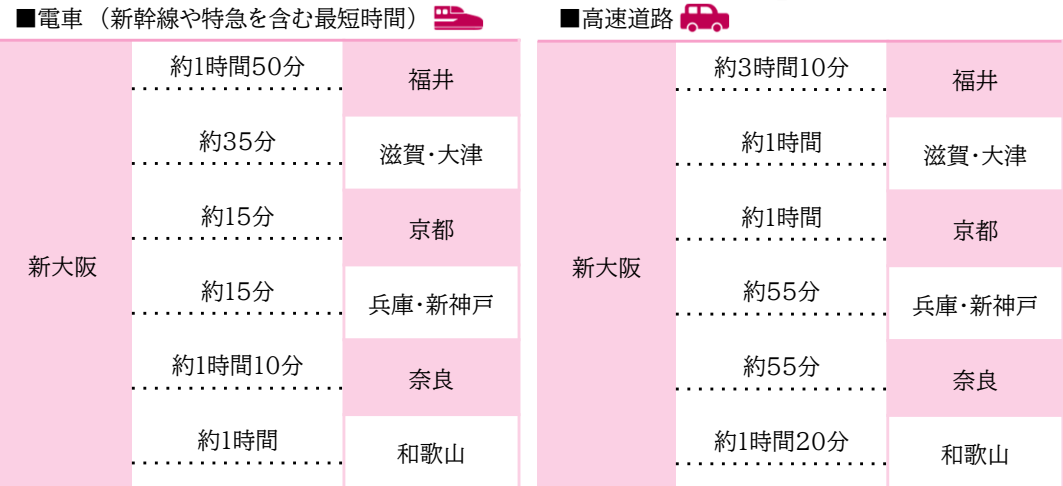 ■電車（新幹線や特急を含む最短時間）
新大阪
約1時間50分
福井
約35分
滋賀・大津
約15分
京都
約15分
兵庫・新神戸
約1時間10分
奈良
約1時間
和歌山
■高速道路
新大阪
約3時間10分
福井
約1時間
滋賀・大津
約1時間
京都
約55分
兵庫・新神戸
約55分
奈良
約1時間20分
和歌山